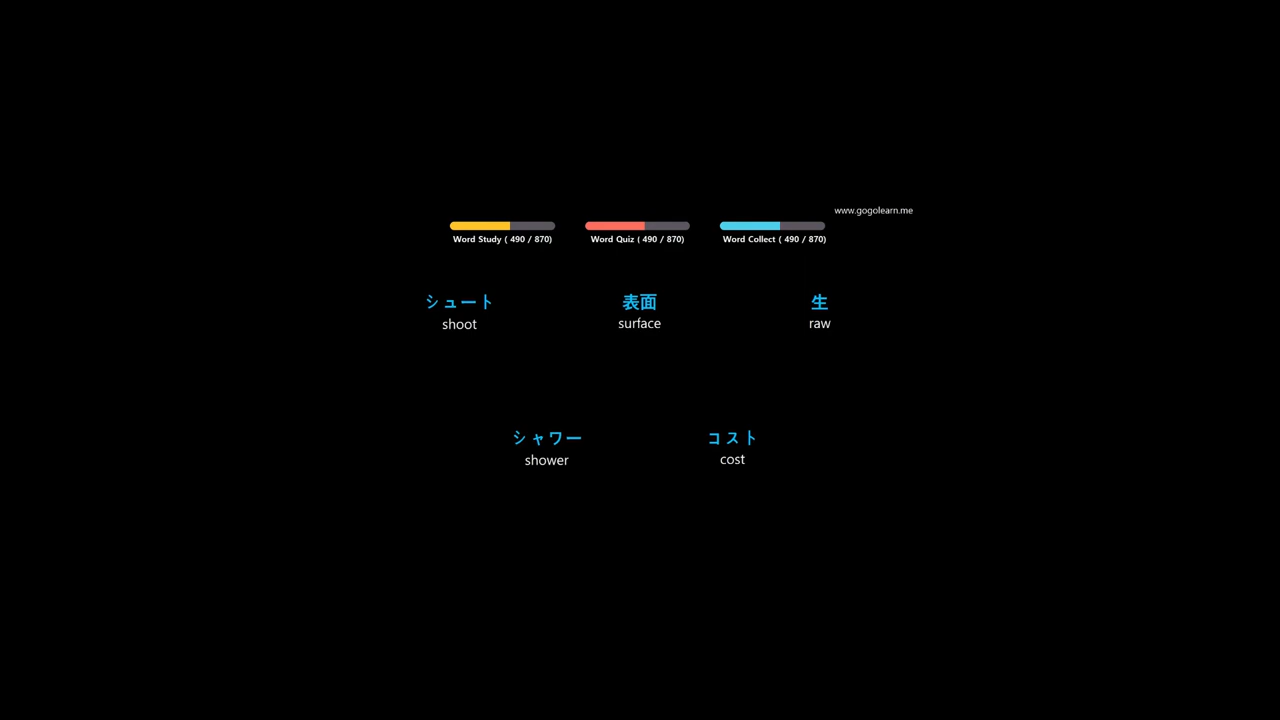 www.gogolearn.me
Word Study ( 490 / 870)
Word Quiz ( 490 / 870)
Word Collect ( 490 / 870)
シュート
shoot
表面
surface
生
raw
シャワー
shower
コスト
cost